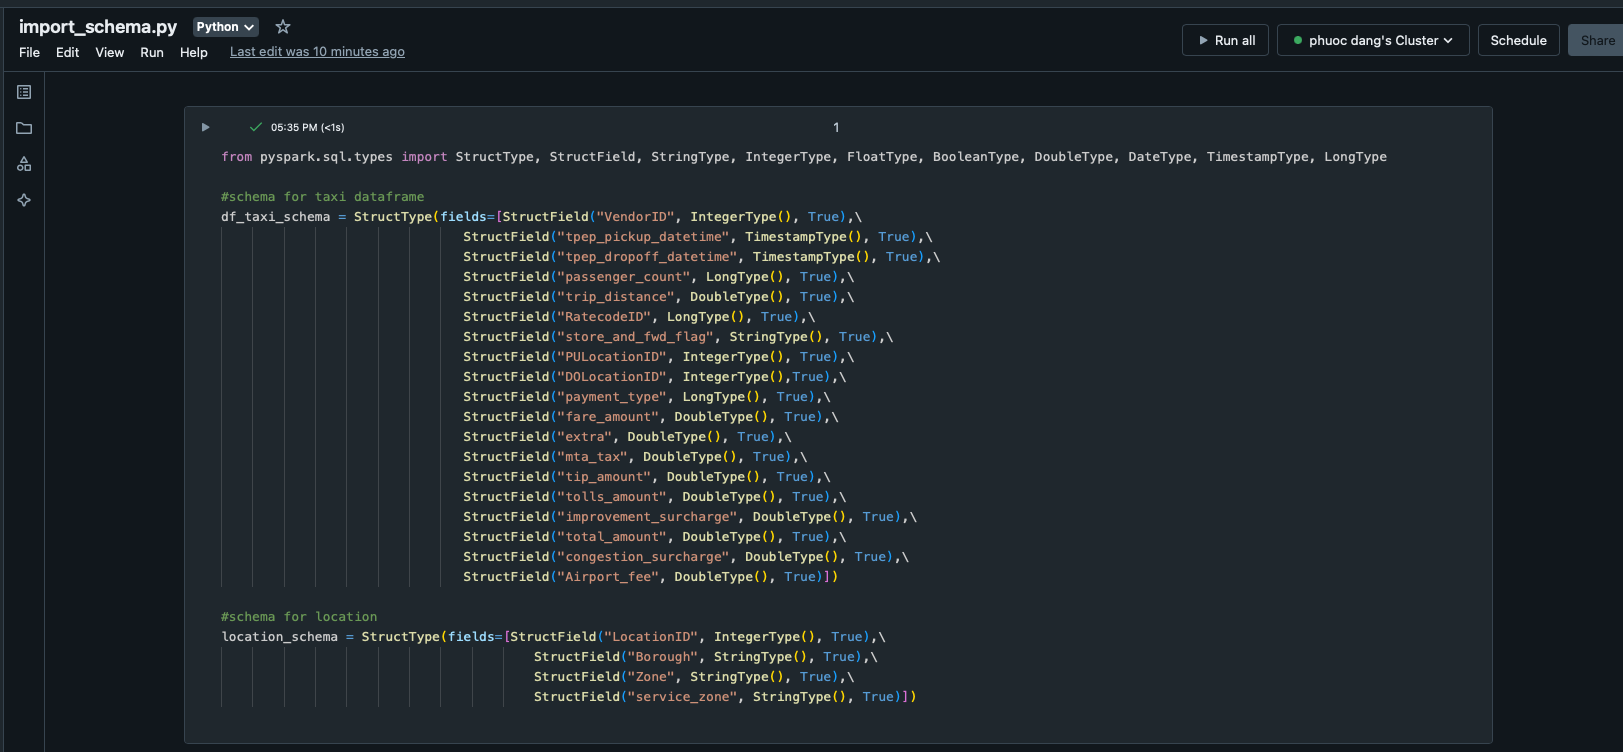 import_schema.py Python
File Edit View Run Help Last edit was 10 minutes ago
Run all phuoc dang's Cluster Schedule Share
05:35 PM (<1s) 1
from pyspark.sql.types import StructType, StructField, StringType, IntegerType, FloatType, BooleanType, DoubleType, DateType, TimestampType, LongType
#schema for taxi dataframe
df_taxi_schema = StructType(fields=[StructField("VendorID", IntegerType(), True),\
StructField("tpep_pickup_datetime", TimestampType(), True),\
StructField("tpep_dropoff_datetime", TimestampType(), True),\
StructField("passenger_count", LongType(), True),\
StructField("trip_distance", DoubleType(), True),\
StructField("RatecodeID", LongType(), True),\
StructField("store_and_fwd_flag", StringType(), True),\
StructField("PULocationID", IntegerType(), True),\
StructField("DOLocationID", IntegerType(),True),\
StructField("payment_type", LongType(), True),\
StructField("fare_amount", DoubleType(), True),\
StructField("extra", DoubleType(), True),\
StructField("mta_tax", DoubleType(), True),\
StructField("tip_amount", DoubleType(), True),\
StructField("tolls_amount", DoubleType(), True),\
StructField("improvement_surcharge", DoubleType(), True),\
StructField("total_amount", DoubleType(), True),\
StructField("congestion_surcharge", DoubleType(), True),\
StructField("Airport_fee", DoubleType(), True)])
#schema for location
location_schema = StructType(fields=[StructField("LocationID", IntegerType(), True),\
StructField("Borough", StringType(), True),\
StructField("Zone", StringType(), True),\
StructField("service_zone", StringType(), True)])